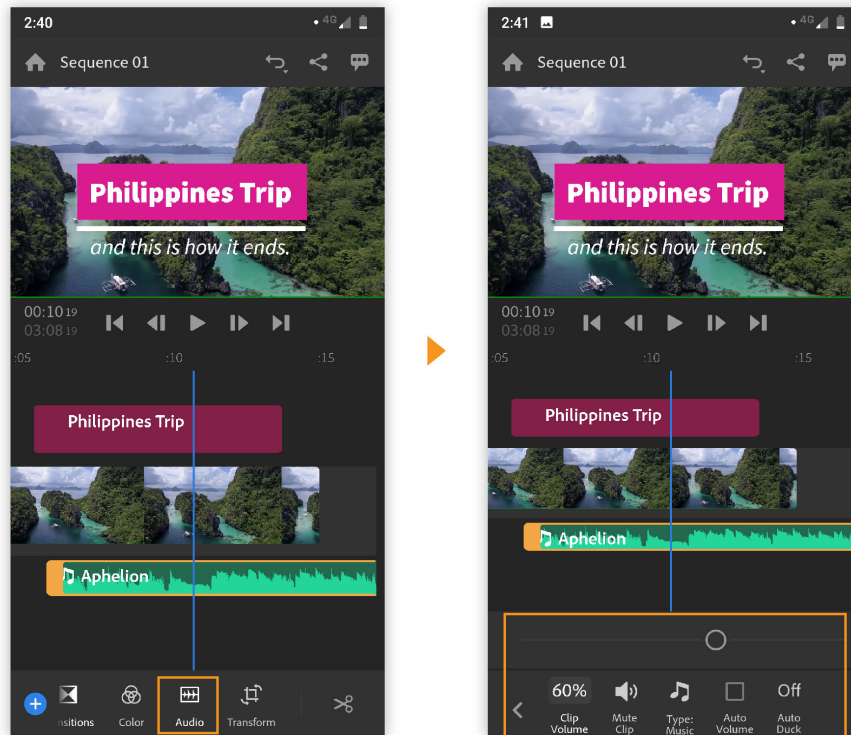 2:40
4G
Sequence 01
Philippines Trip
and this is how it ends.
00:10 19
03:08 19
:05
:10
:15
Philippines Trip
Aphelion
nsitions
Color
Audio
Transform
2:41
4G
Sequence 01
Philippines Trip
and this is how it ends.
00:10 19
03:08 19
:05
:10
:15
Philippines Trip
Aphelion
60%
Clip
Volume
Mute
Clip
Type:
Music
Auto
Volume
Off
Auto
Duck